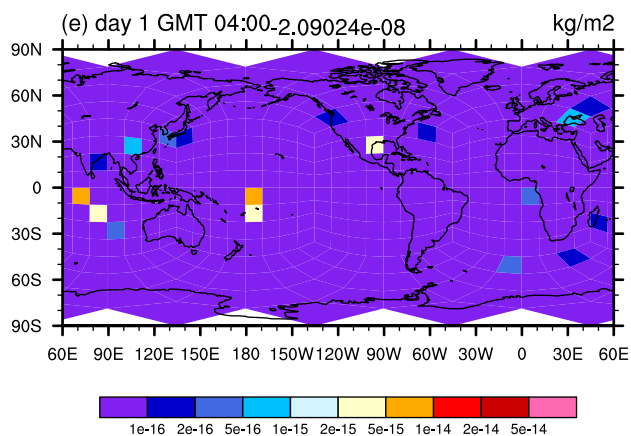 (e) day 1 GMT 04:00-2.09024e-08 kg/m2
90N
60N
30N
0
30S
60S
90S
60E 90E 120E 150E 180 150W 120W 90W 60W 30W 0 30E 60E
1e-16 2e-16 5e-16 1e-15 2e-15 5e-15 1e-14 2e-14 5e-14